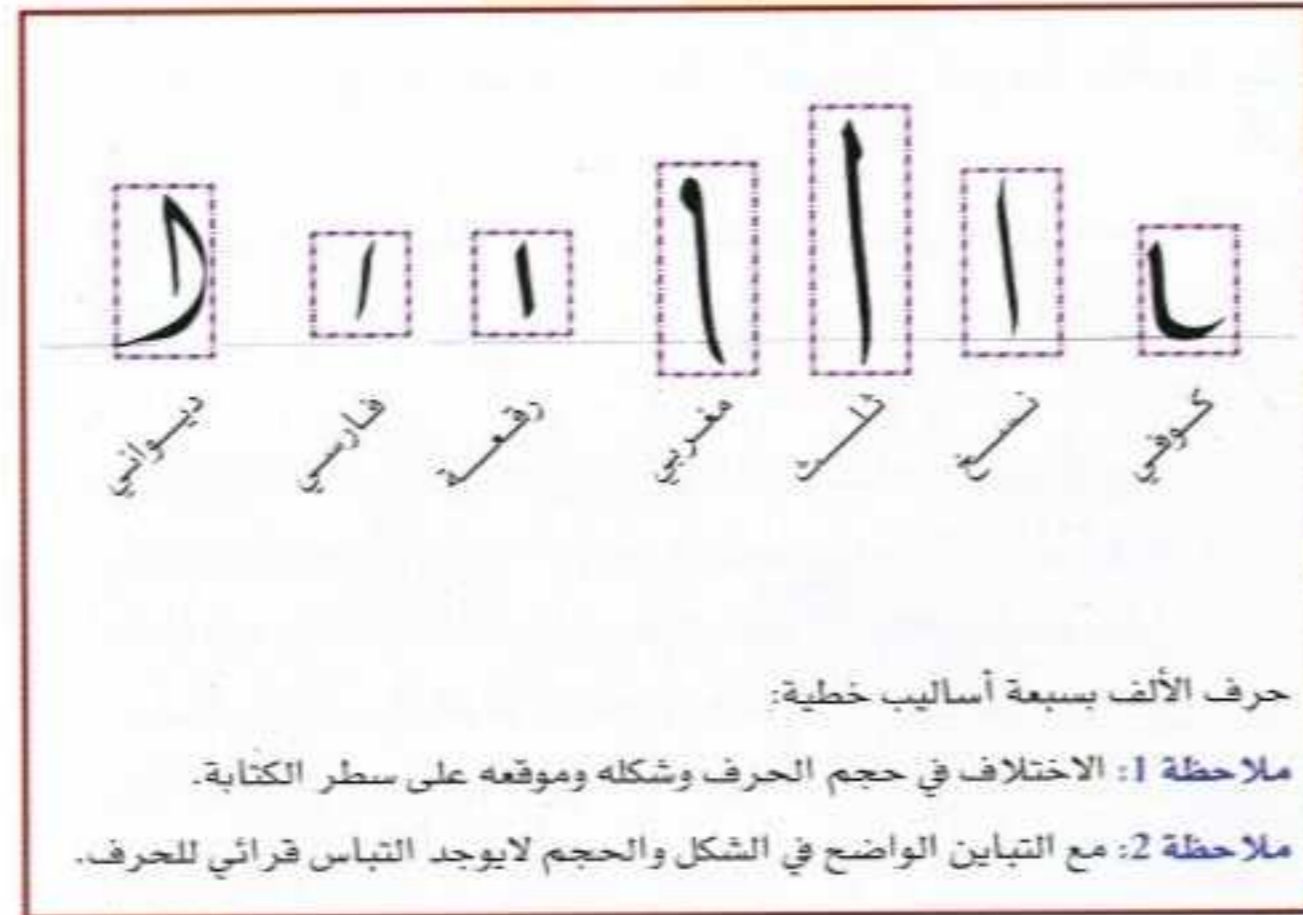 ا ا ا ا ا ا ا
كوفي نسخ ثلث مغربي رقعة فارسي ديواني
حرف الألف بسبعة أساليب خطية:
ملاحظة 1: الاختلاف في حجم الحرف وشكله وموقعه على سطر الكتابة.
ملاحظة 2: مع التباين الواضح في الشكل والحجم لايوجد التباس قرائي للحرف.